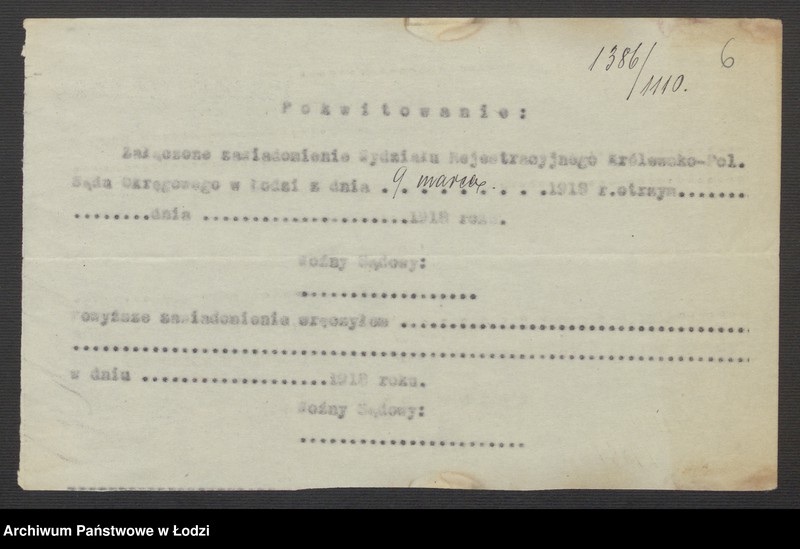 1386/1110. 6
Pokwitowanie:
Załączone zawiadomienie Wydziału Rejestracyjnego Królewsko-Pol.
Sądu Okręgowego w Łodzi z dnia . 9 marca . . . . . . .1918 r.otrzym........
........dnia .....................1918 roku.
Woźny Sądowy:
..................
Powyższe zawiadomienie wręczyłem ...................................
....................................................................
w dniu ...................1918 roku.
Woźny Sądowy:
.......................
Archiwum Państwowe w Łodzi